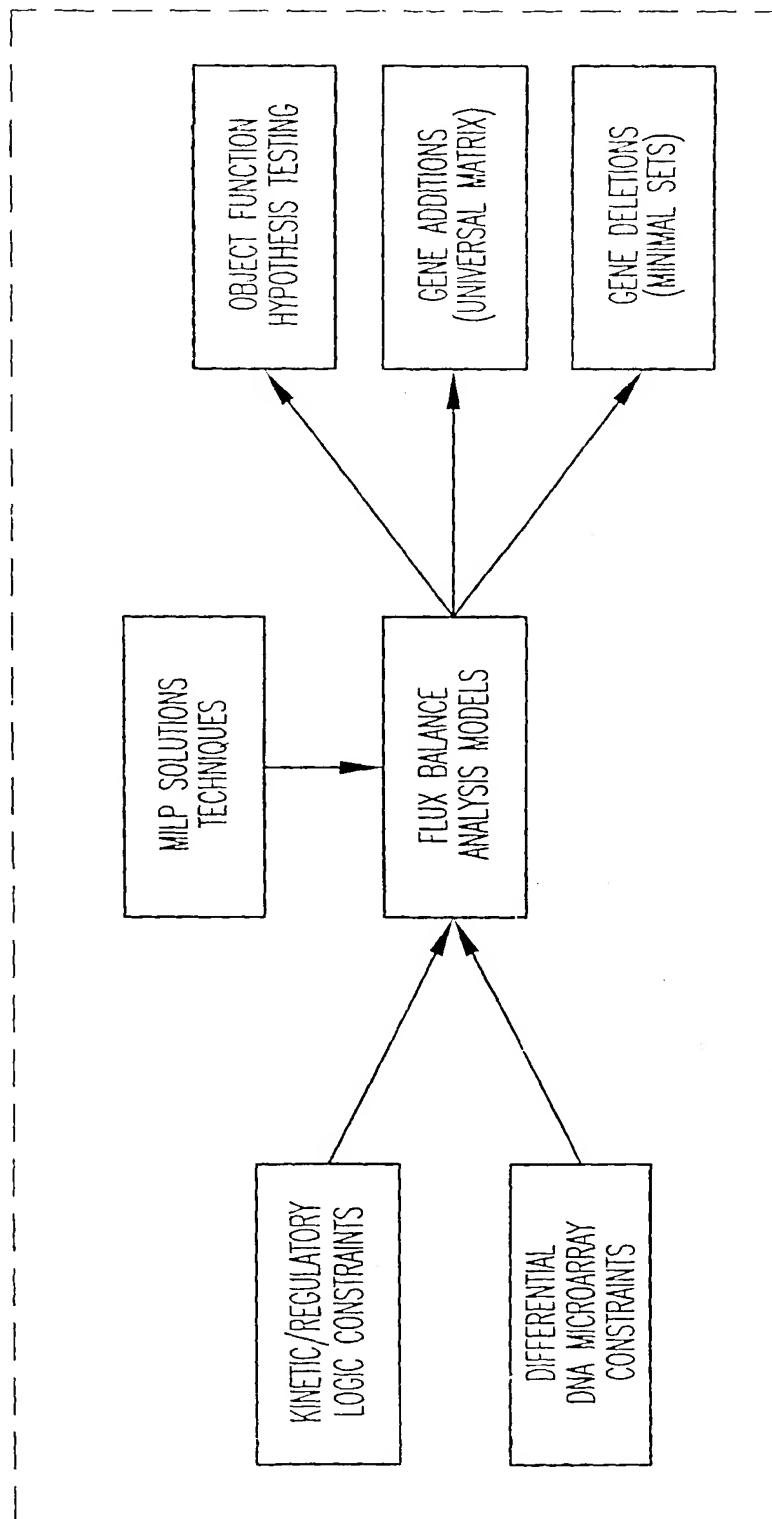 KINETIC/REGULATORY
LOGIC CONSTRAINTS
DIFFERENTIAL
DNA MICROARRAY
CONSTRAINTS
MILP SOLUTIONS
TECHNIQUES
FLUX BALANCE
ANALYSIS MODELS
OBJECT FUNCTION
HYPOTHESIS TESTING
GENE ADDITIONS
(UNIVERSAL MATRIX)
GENE DELETIONS
(MINIMAL SETS)